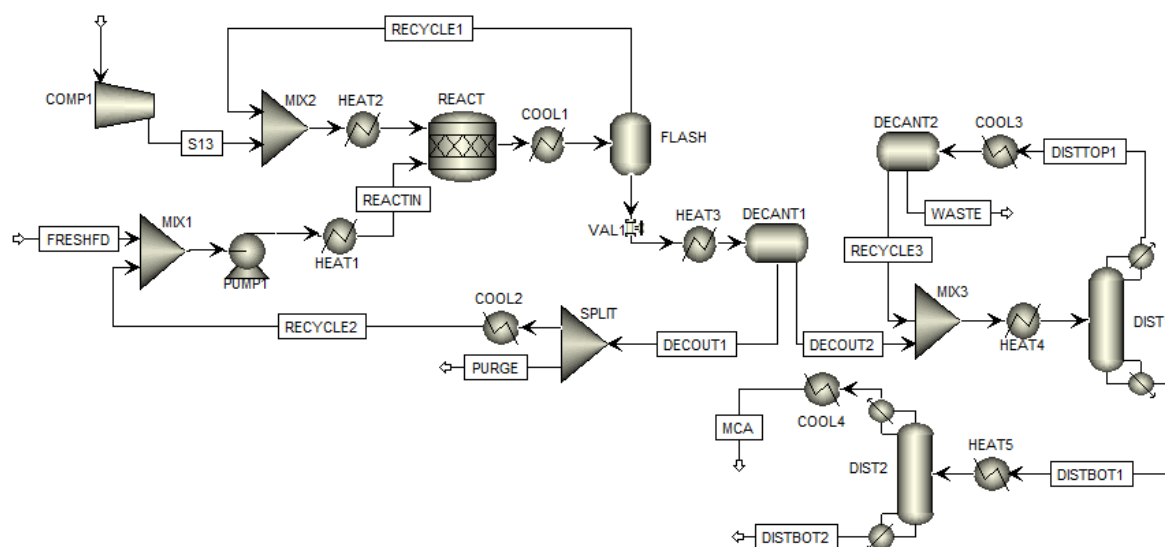 RECYCLE1
COMP1
MIX2
HEAT2
REACT
COOL1
FLASH
S13
REACTIN
DECANT2
COOL3
DISTTOP1
WASTE
FRESHFD
MIX1
PUMP1
HEAT1
VAL1
HEAT3
DECANT1
RECYCLE3
MIX3
HEAT4
DIST
RECYCLE2
COOL2
SPLIT
DECOUT1
DECOUT2
PURGE
MCA
COOL4
DIST2
HEAT5
DISTBOT1
DISTBOT2